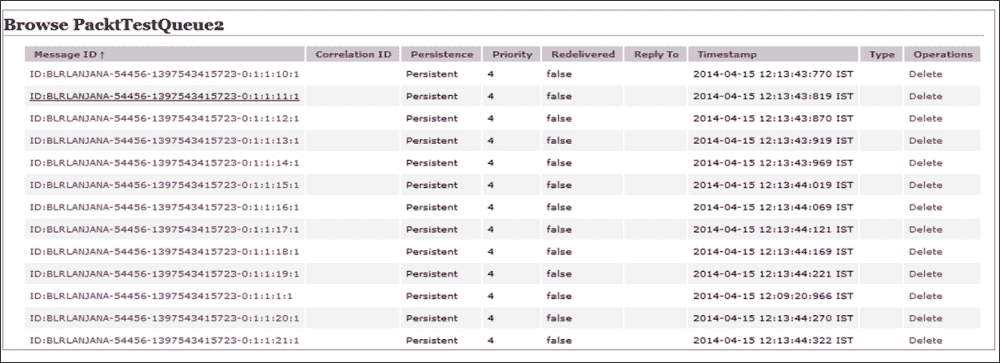 Browse PacktTestQueue2
Message ID ↑ Correlation ID Persistence Priority Redelivered Reply To Timestamp Type Operations
ID:BLRLANJANA-54456-1397543415723-0:1:1:10:1 Persistent 4 false 2014-04-15 12:13:43:770 IST Delete
ID:BLRLANJANA-54456-1397543415723-0:1:1:11:1 Persistent 4 false 2014-04-15 12:13:43:819 IST Delete
ID:BLRLANJANA-54456-1397543415723-0:1:1:12:1 Persistent 4 false 2014-04-15 12:13:43:870 IST Delete
ID:BLRLANJANA-54456-1397543415723-0:1:1:13:1 Persistent 4 false 2014-04-15 12:13:43:919 IST Delete
ID:BLRLANJANA-54456-1397543415723-0:1:1:14:1 Persistent 4 false 2014-04-15 12:13:43:969 IST Delete
ID:BLRLANJANA-54456-1397543415723-0:1:1:15:1 Persistent 4 false 2014-04-15 12:13:44:019 IST Delete
ID:BLRLANJANA-54456-1397543415723-0:1:1:16:1 Persistent 4 false 2014-04-15 12:13:44:069 IST Delete
ID:BLRLANJANA-54456-1397543415723-0:1:1:17:1 Persistent 4 false 2014-04-15 12:13:44:121 IST Delete
ID:BLRLANJANA-54456-1397543415723-0:1:1:18:1 Persistent 4 false 2014-04-15 12:13:44:169 IST Delete
ID:BLRLANJANA-54456-1397543415723-0:1:1:19:1 Persistent 4 false 2014-04-15 12:13:44:221 IST Delete
ID:BLRLANJANA-54456-1397543415723-0:1:1:1:1 Persistent 4 false 2014-04-15 12:09:20:966 IST Delete
ID:BLRLANJANA-54456-1397543415723-0:1:1:20:1 Persistent 4 false 2014-04-15 12:13:44:270 IST Delete
ID:BLRLANJANA-54456-1397543415723-0:1:1:21:1 Persistent 4 false 2014-04-15 12:13:44:322 IST Delete